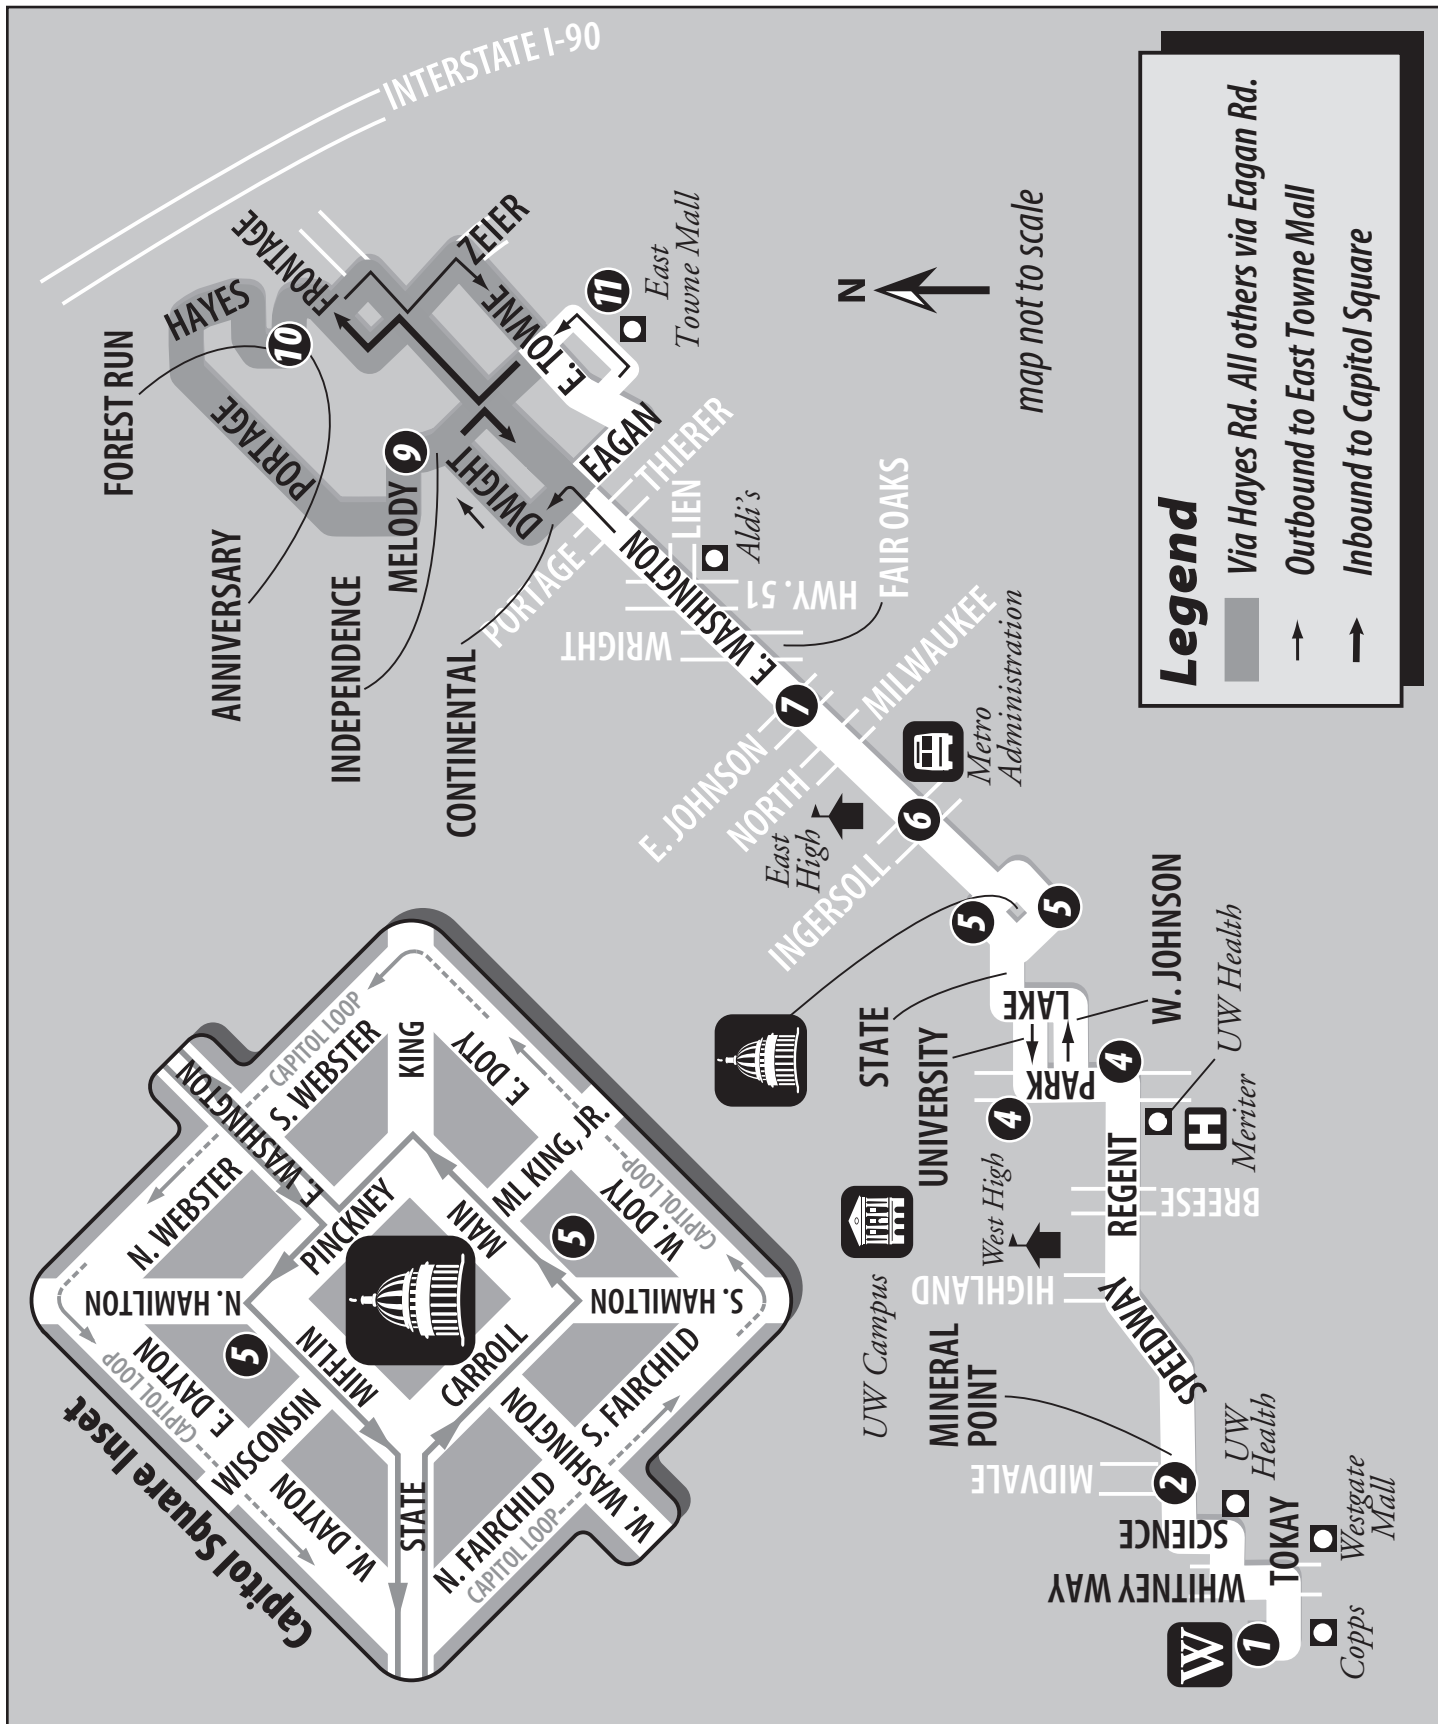 Capitol Square Inset
CAPITOL LOOP
E. WASHINGTON
S. WEBSTER
N. WEBSTER
KING
E. DOTY
PINCKNEY
MAIN
ML KING, JR.
W. DOTY
CAPITOL LOOP
N. HAMILTON
5
5
S. HAMILTON
E. DAYTON
CAPITOL LOOP
MIFFLIN
CARROLL
WISCONSIN
W. DAYTON
STATE
S. FAIRCHILD
W. WASHINGTON
N. FAIRCHILD
CAPITOL LOOP
INTERSTATE I-90
FOREST RUN
HAYES
FRONTAGE
10
ZEIER
ANNIVERSARY
PORTAGE
E. TOWNE
11
East
Towne Mall
INDEPENDENCE
MELODY
9
DWIGHT
EAGAN
CONTINENTAL
PORTAGE
THIERER
LIEN
Aldi's
HWY. 51
WRIGHT
E. WASHINGTON
FAIR OAKS
7
MILWAUKEE
E. JOHNSON
NORTH
Metro
Administration
East
High
6
INGERSOLL
5
5
STATE
LAKE
W. JOHNSON
UNIVERSITY
PARK
4
4
UW Health
H
Meriter
REGENT
BREESE
West High
UW Campus
HIGHLAND
SPEEDWAY
MINERAL
POINT
MIDVALE
2
UW
Health
SCIENCE
TOKAY
Westgate
Mall
WHITNEY WAY
W
1
Copps
N
map not to scale
Legend
Via Hayes Rd. All others via Eagan Rd.
Outbound to East Towne Mall
Inbound to Capitol Square